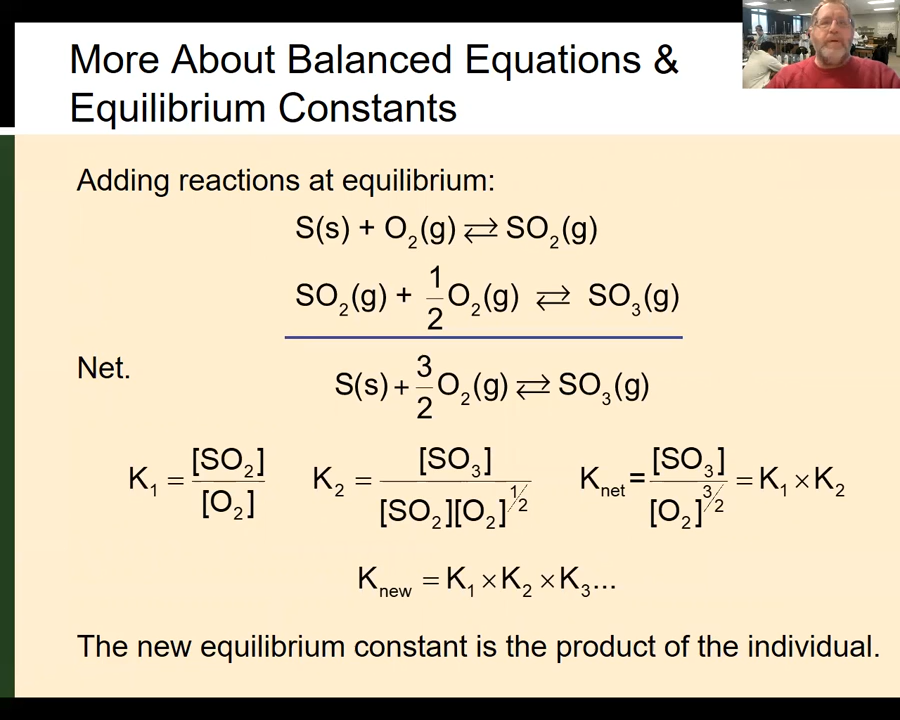 More About Balanced Equations &
Equilibrium Constants
Adding reactions at equilibrium:
S(s) + O₂(g) ⇄ SO₂(g)
SO₂(g) + 1/2 O₂(g) ⇄ SO₃(g)
Net.
S(s) + 3/2 O₂(g) ⇄ SO₃(g)
K₁ = [SO₂]/[O₂] K₂ = [SO₃]/[SO₂][O₂]^1/2 K_net = [SO₃]/[O₂]^3/2 = K₁ × K₂
K_new = K₁ × K₂ × K₃...
The new equilibrium constant is the product of the individual.